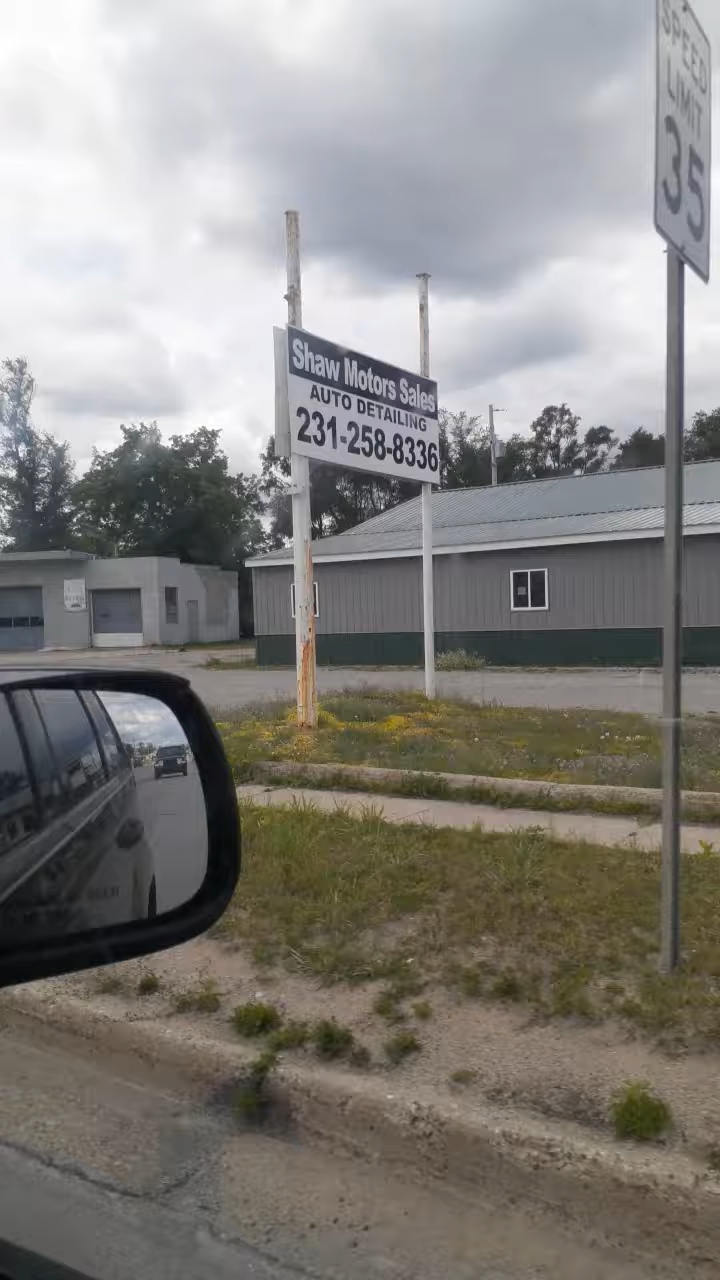 SPEED
LIMIT
35
Shaw Motors Sales
AUTO DETAILING
231-258-8336